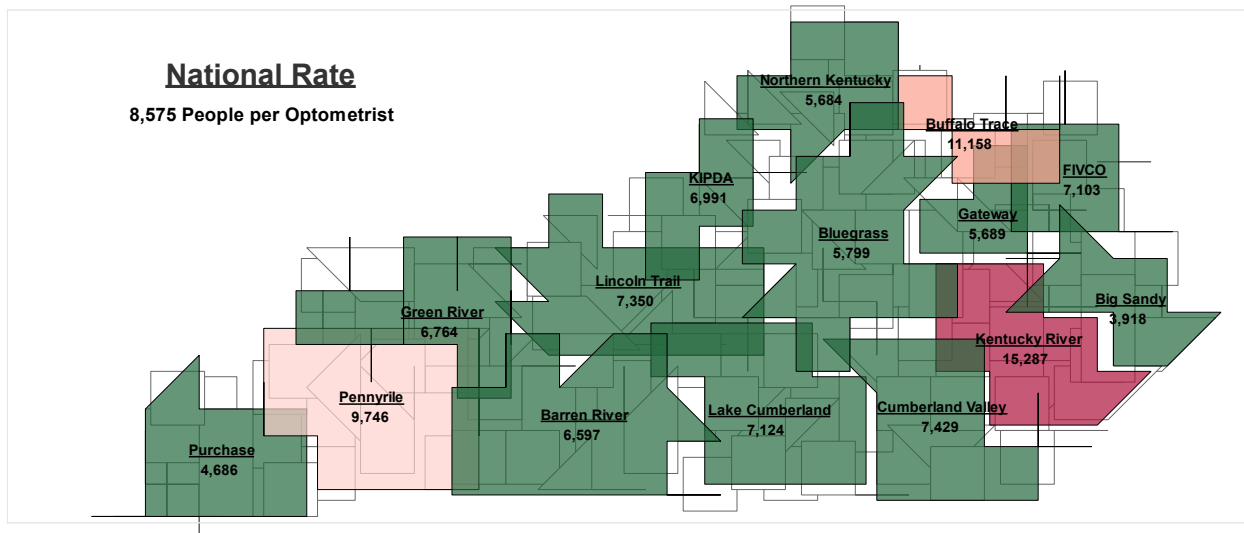 National Rate
8,575 People per Optometrist
Northern Kentucky
5,684
Buffalo Trace
11,158
FIVCO
7,103
KIPDA
6,991
Gateway
5,689
Bluegrass
5,799
Lincoln Trail
7,350
Big Sandy
3,918
Green River
6,764
Kentucky River
15,287
Pennyrile
9,746
Barren River
6,597
Lake Cumberland
7,124
Cumberland Valley
7,429
Purchase
4,686